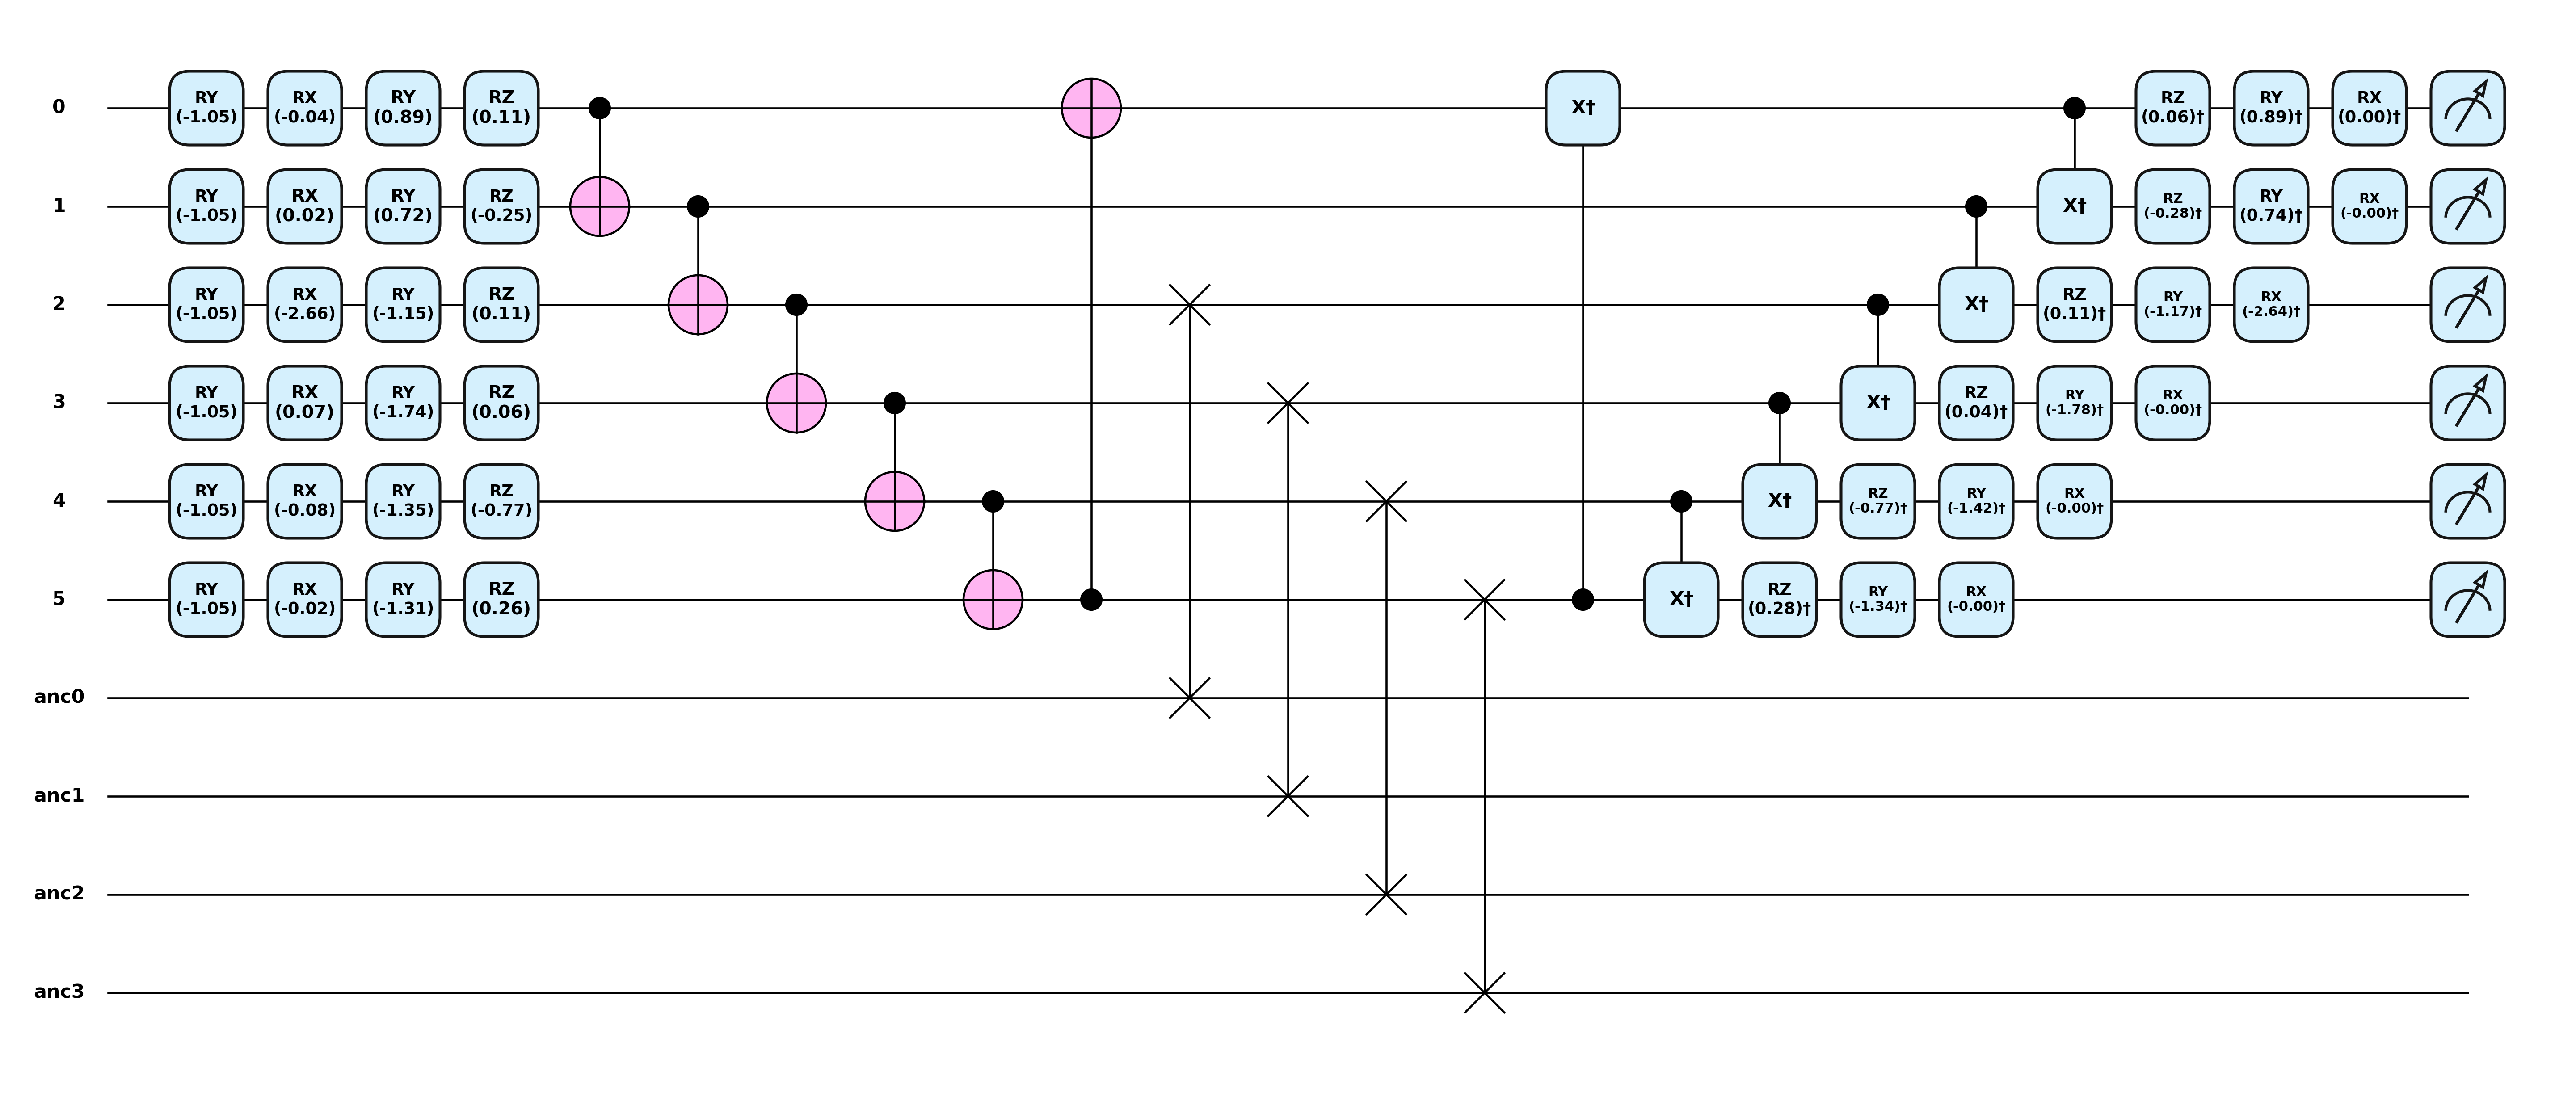 0 RY RX RY RZ X† RZ RY RX
(-1.05) (-0.04) (0.89) (0.11) (0.06)† (0.89)† (0.00)†
1 RY RX RY RZ X† RZ RY RX
(-1.05) (0.02) (0.72) (-0.25) (-0.28)† (0.74)† (-0.00)†
2 RY RX RY RZ X† RZ RY RX
(-1.05) (-2.66) (-1.15) (0.11) (0.11)† (-1.17)† (-2.64)†
3 RY RX RY RZ X† RZ RY RX
(-1.05) (0.07) (-1.74) (0.06) (0.04)† (-1.78)† (-0.00)†
4 RY RX RY RZ X† RZ RY RX
(-1.05) (-0.08) (-1.35) (-0.77) (-0.77)† (-1.42)† (-0.00)†
5 RY RX RY RZ X† RZ RY RX
(-1.05) (-0.02) (-1.31) (0.26) (0.28)† (-1.34)† (-0.00)†
anc0
anc1
anc2
anc3